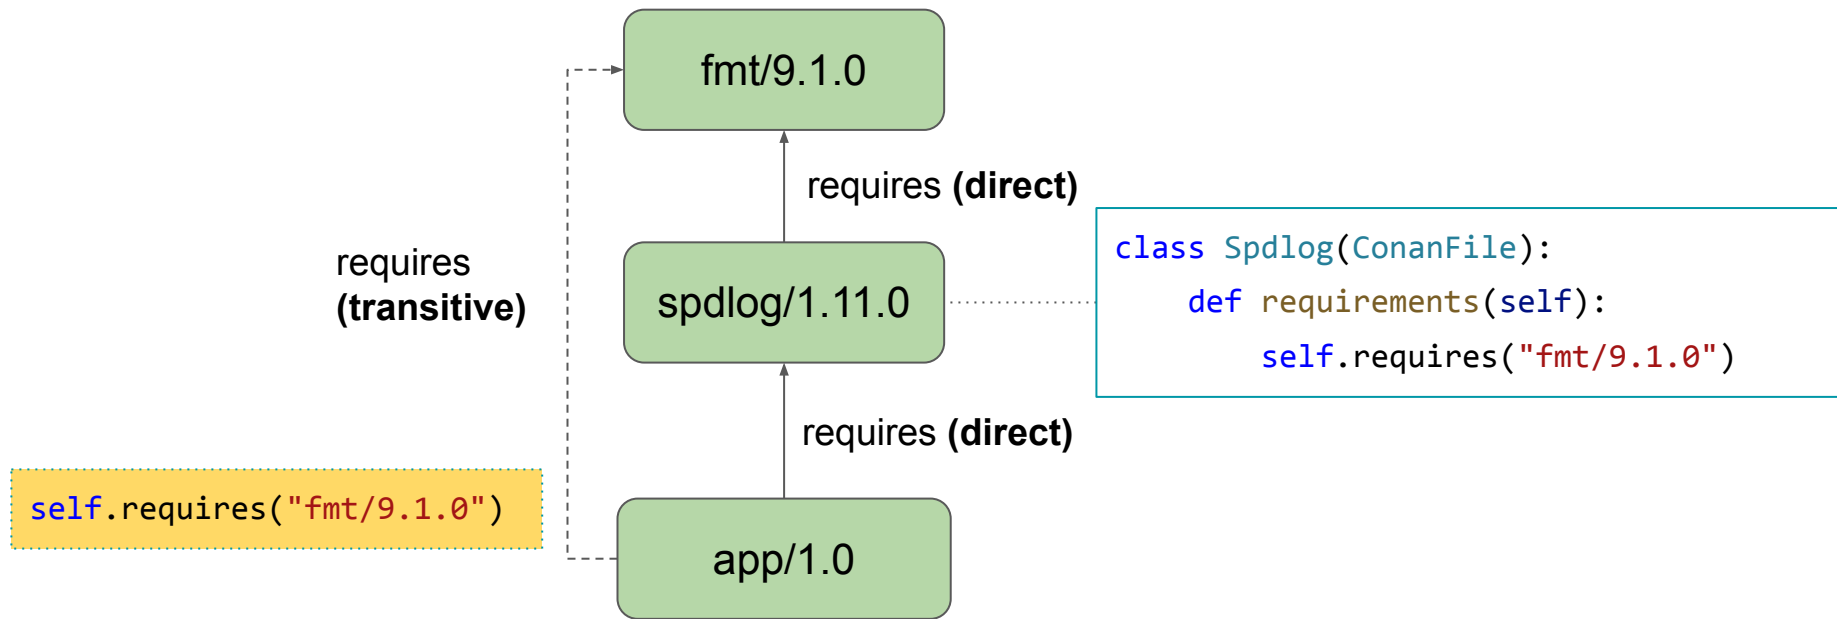 fmt/9.1.0
requires (direct)
requires
(transitive)
spdlog/1.11.0
class Spdlog(ConanFile):
    def requirements(self):
        self.requires("fmt/9.1.0")
requires (direct)
self.requires("fmt/9.1.0")
app/1.0